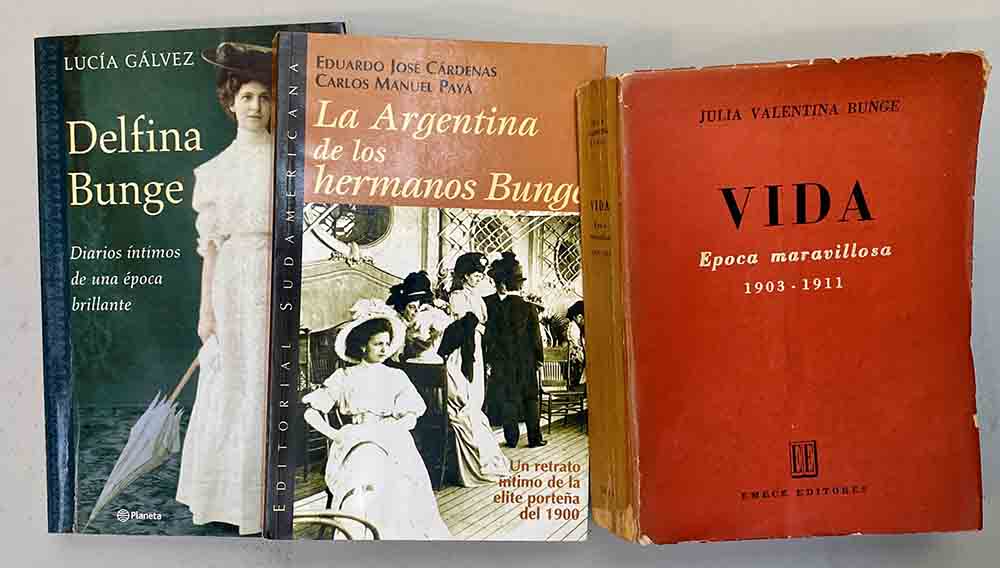 LUCÍA GÁLVEZ
Delfina
Bunge
Diarios íntimos
de una época
brillante
Planeta
EDITORIAL SUDAMERICANA
EDUARDO JOSÉ CÁRDENAS
CARLOS MANUEL PAYÁ
La Argentina
de los
hermanos Bunge
Un retrato
íntimo de la
elite porteña
del 1900
VIDA
JULIA VALENTINA BUNGE
VIDA
Epoca maravillosa
1903 - 1911
EE
EMECE EDITORES